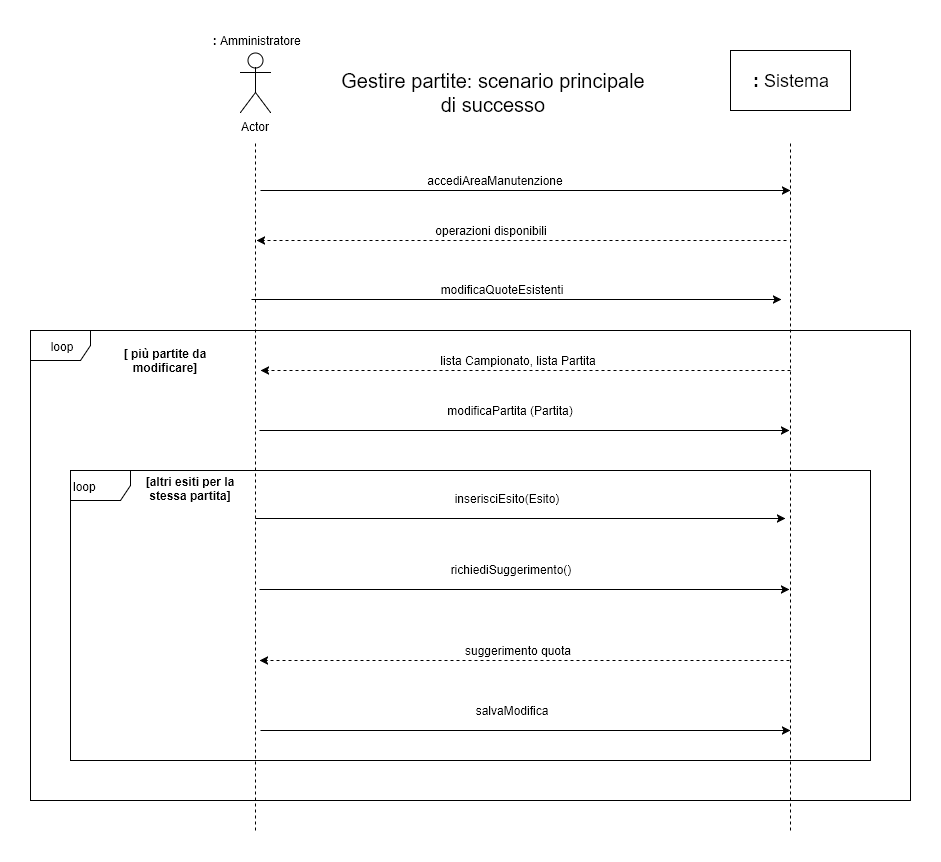 : Amministratore
Actor
Gestire partite: scenario principale
di successo
: Sistema
accediAreaManutenzione
operazioni disponibili
modificaQuoteEsistenti
loop
[ più partite da
modificare]
lista Campionato, lista Partita
modificaPartita (Partita)
loop
[altri esiti per la
stessa partita]
inserisciEsito(Esito)
richiediSuggerimento()
suggerimento quota
salvaModifica